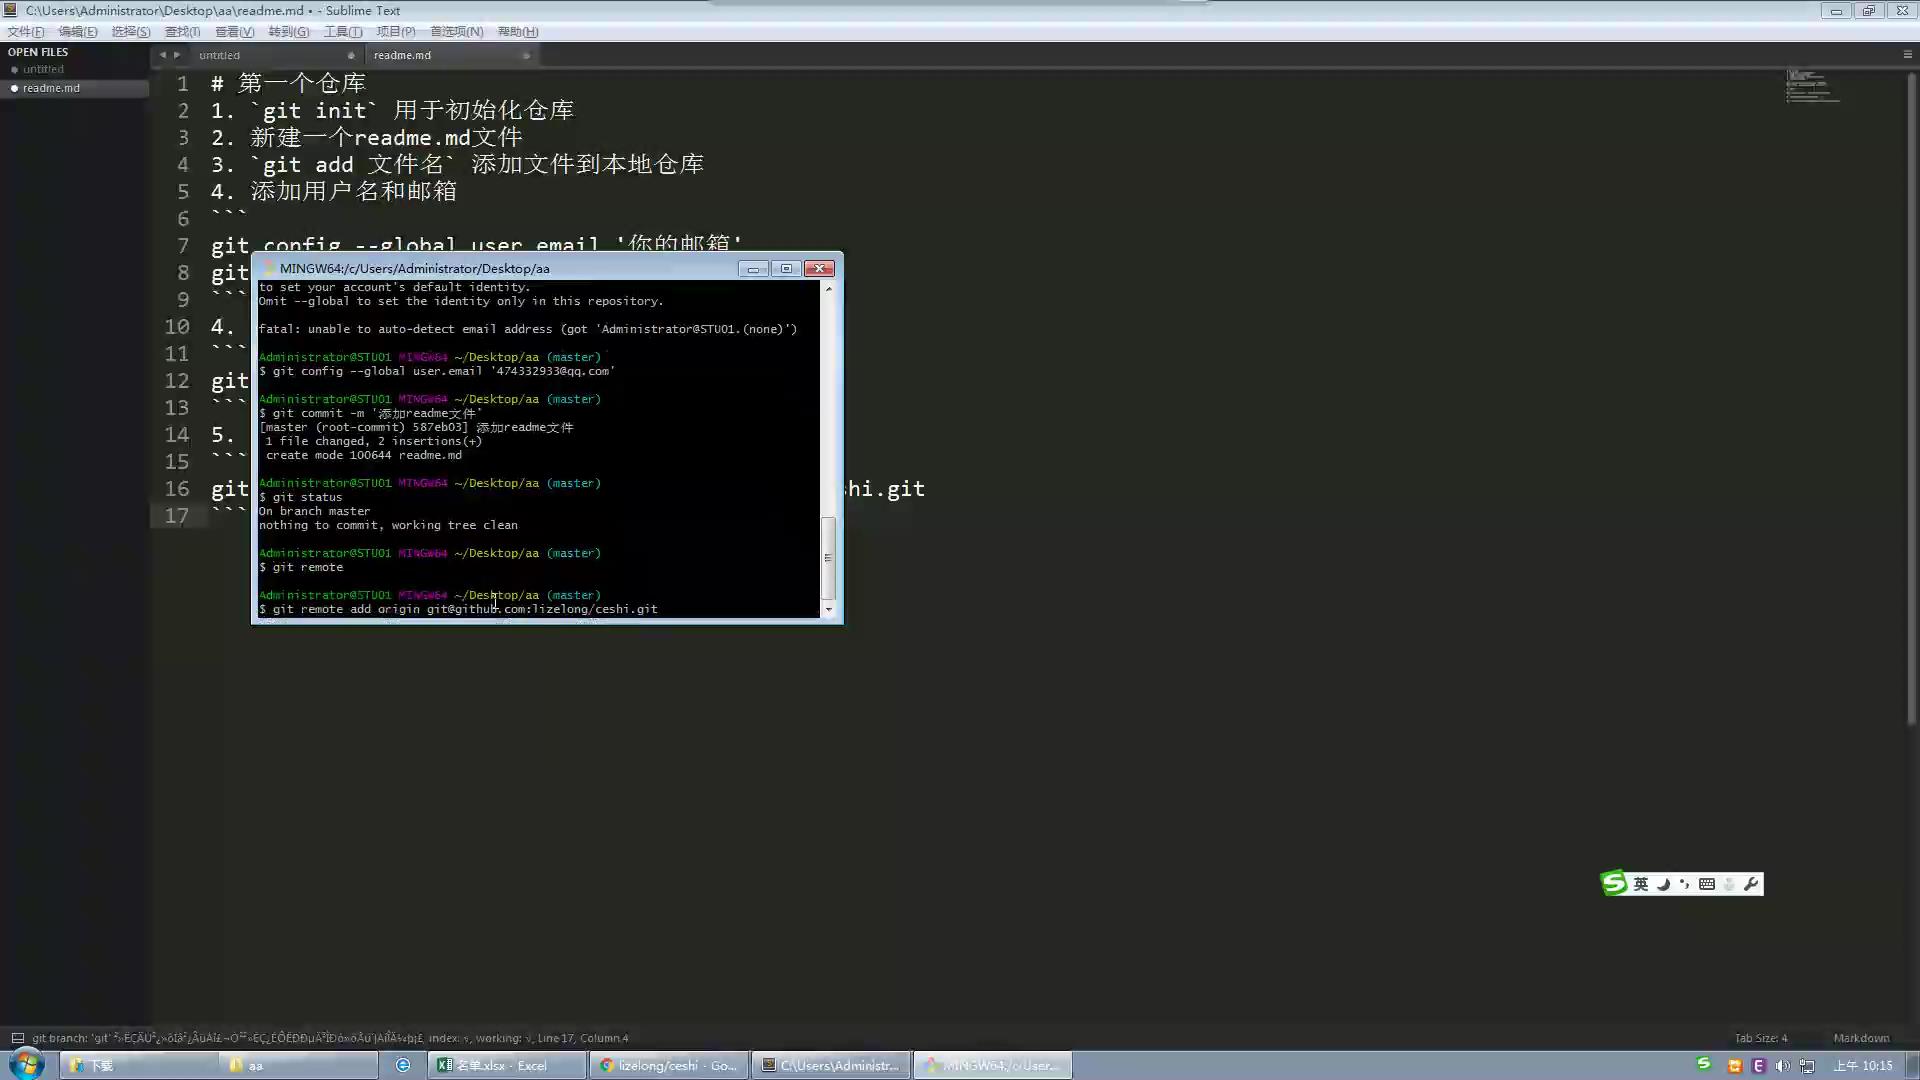 C:\Users\Administrator\Desktop\aa\readme.md • - Sublime Text
文件(F) 编辑(E) 选择(S) 查找(I) 查看(V) 转到(G) 工具(T) 项目(P) 首选项(N) 帮助(H)
OPEN FILES
untitled
readme.md
untitled
readme.md
1 # 第一个仓库
2 1. `git init` 用于初始化仓库
3 2. 新建一个readme.md文件
4 3. `git add 文件名` 添加文件到本地仓库
5 4. 添加用户名和邮箱
6 ```
7 git config --global user.email '你的邮箱'
8 git
9 ```
10 4.
11 ```
12 git
13 ```
14 5.
15 ```
16 git hi.git
17 ```
MINGW64:/c/Users/Administrator/Desktop/aa
to set your account's default identity.
Omit --global to set the identity only in this repository.
fatal: unable to auto-detect email address (got 'Administrator@STU01.(none)')
Administrator@STU01 MINGW64 ~/Desktop/aa (master)
$ git config --global user.email '474332933@qq.com'
Administrator@STU01 MINGW64 ~/Desktop/aa (master)
$ git commit -m '添加readme文件'
[master (root-commit) 587eb03] 添加readme文件
1 file changed, 2 insertions(+)
create mode 100644 readme.md
Administrator@STU01 MINGW64 ~/Desktop/aa (master)
$ git status
On branch master
nothing to commit, working tree clean
Administrator@STU01 MINGW64 ~/Desktop/aa (master)
$ git remote
Administrator@STU01 MINGW64 ~/Desktop/aa (master)
$ git remote add origin git@github.com:lizelong/ceshi.git
英
git branch: 'git' index: √, working: √, Line 17, Column 4
Tab Size: 4
Markdown
下载
aa
名单.xlsx - Excel
lizelong/ceshi - Go...
C:\Users\Administr...
MINGW64:/c/User...
上午 10:15